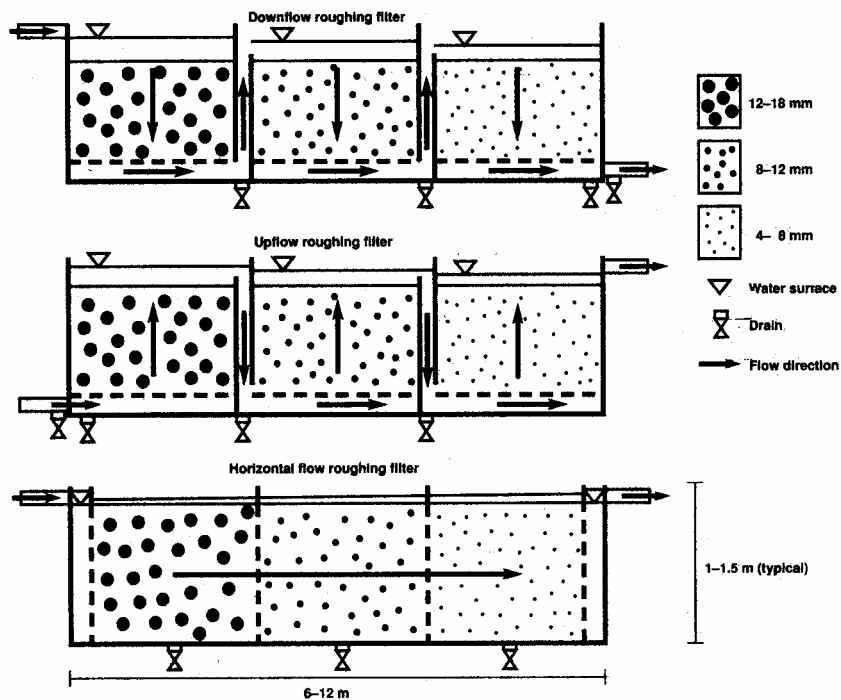 Downflow roughing filter
12–18 mm
8–12 mm
4– 8 mm
Upflow roughing filter
Water surrace
Drain
Flow direction
Horizontal flow roughing filter
1–1.5 m (typical)
6–12 m